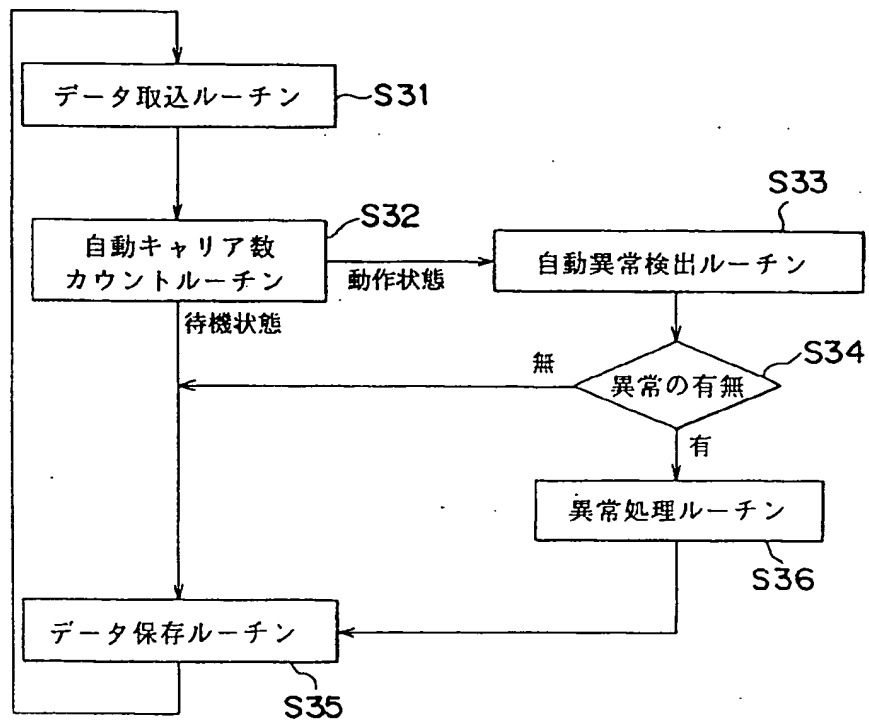 データ取込ルーチン
S31
自動キャリア数
カウントルーチン
S32
動作状態
待機状態
自動異常検出ルーチン
S33
異常の有無
S34
無
有
異常処理ルーチン
S36
データ保存ルーチン
S35